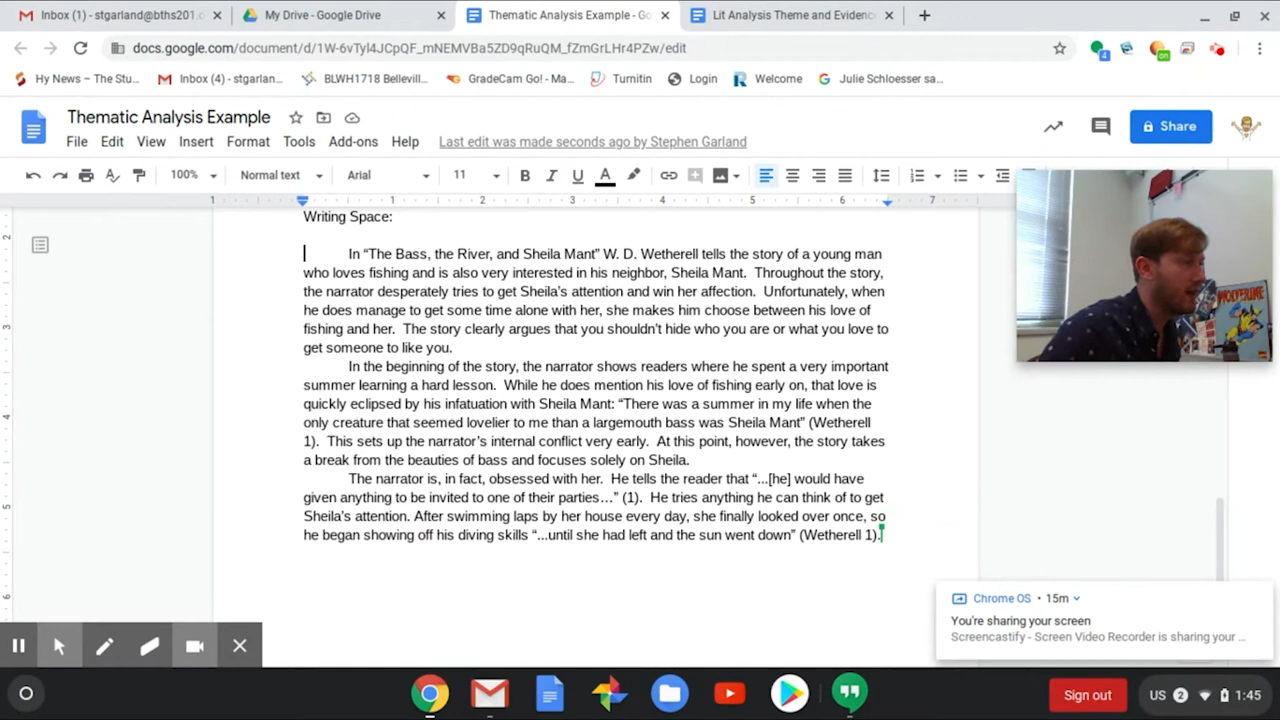 Inbox (1) - stgarland@bths201.o
My Drive - Google Drive
Thematic Analysis Example - Go
Lit Analysis Theme and Evidenc
docs.google.com/document/d/1W-6vTyl4JCpQF_mNEMVBa5ZD9qRuQM_fZmGrLHr4PZw/edit
Hy News – The Stu...
Inbox (4) - stgarlan...
BLWH1718 Bellevill...
GradeCam Go! - Ma...
Turnitin
Login
Welcome
Julie Schloesser sa...
Thematic Analysis Example
File Edit View Insert Format Tools Add-ons Help
Last edit was made seconds ago by Stephen Garland
Share
100% Normal text Arial 11 B I U A
1 1 2 3 4 5 6 7
Writing Space:
In “The Bass, the River, and Sheila Mant” W. D. Wetherell tells the story of a young man
who loves fishing and is also very interested in his neighbor, Sheila Mant. Throughout the story,
the narrator desperately tries to get Sheila’s attention and win her affection. Unfortunately, when
he does manage to get some time alone with her, she makes him choose between his love of
fishing and her. The story clearly argues that you shouldn’t hide who you are or what you love to
get someone to like you.
In the beginning of the story, the narrator shows readers where he spent a very important
summer learning a hard lesson. While he does mention his love of fishing early on, that love is
quickly eclipsed by his infatuation with Sheila Mant: “There was a summer in my life when the
only creature that seemed lovelier to me than a largemouth bass was Sheila Mant” (Wetherell
1). This sets up the narrator’s internal conflict very early. At this point, however, the story takes
a break from the beauties of bass and focuses solely on Sheila.
The narrator is, in fact, obsessed with her. He tells the reader that “...[he] would have
given anything to be invited to one of their parties…” (1). He tries anything he can think of to get
Sheila’s attention. After swimming laps by her house every day, she finally looked over once, so
he began showing off his diving skills “...until she had left and the sun went down” (Wetherell 1).
WOLVERINE
Chrome OS • 15m
You're sharing your screen
Screencastify - Screen Video Recorder is sharing your ...
Sign out
US 2 1:45